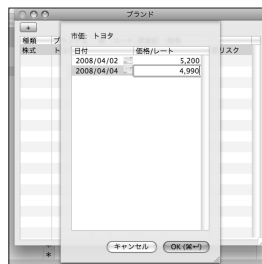 ブランド
+
種類
株式
リスク
市価: トヨタ
日付 価格/レート
2008/04/02 5,200
2008/04/04 4,990
キャンセル OK (⌘↩)
*